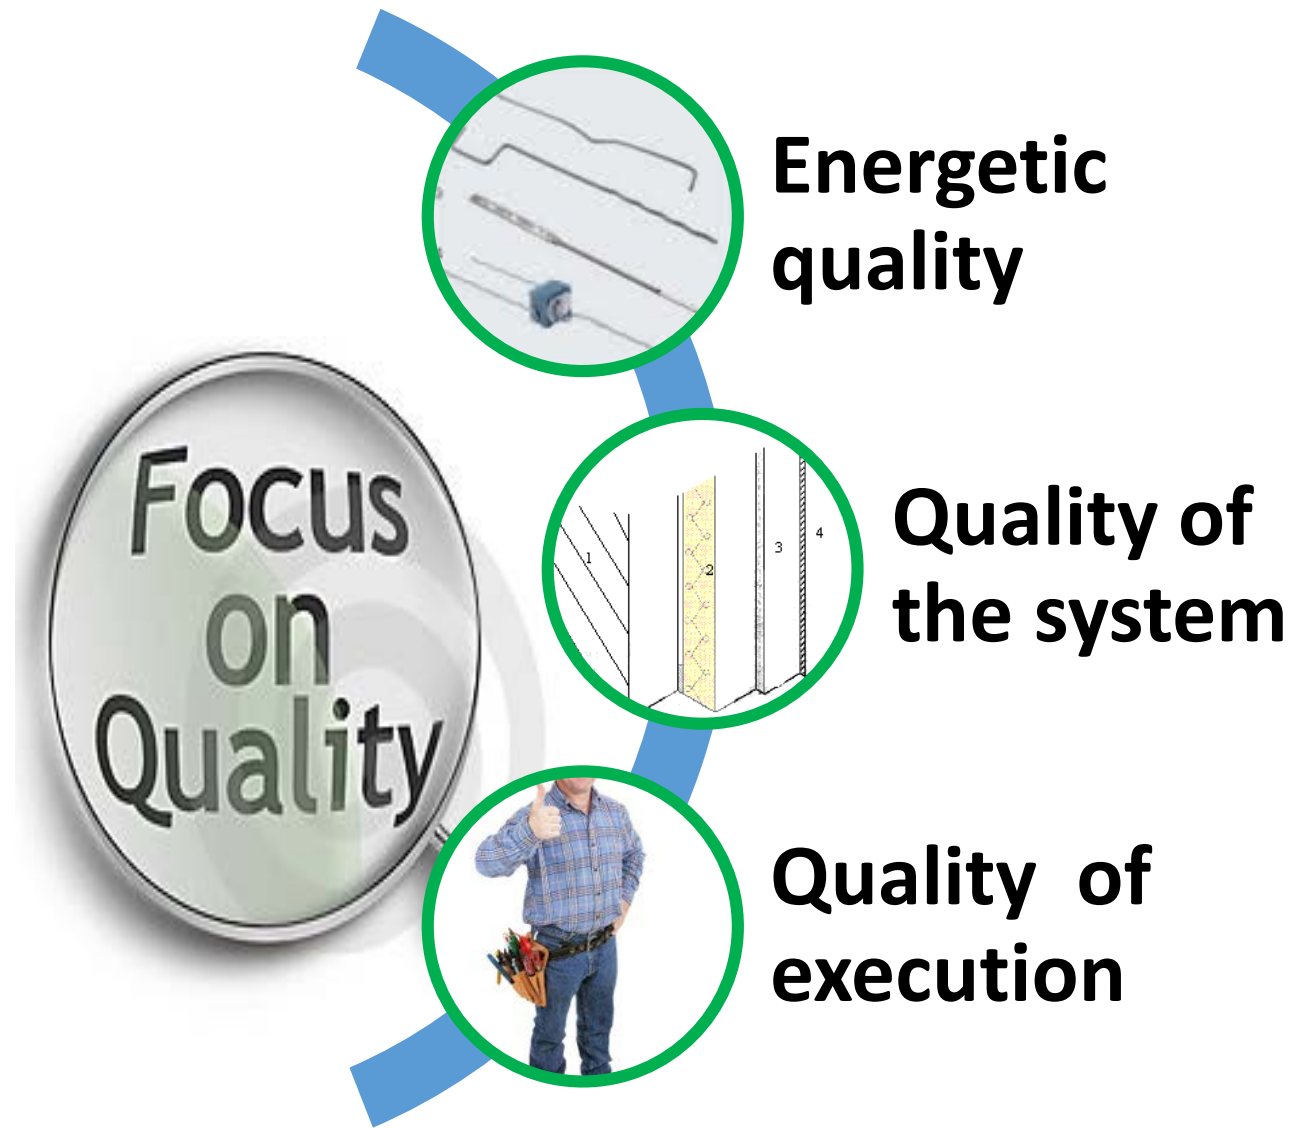 Energetic
quality
Focus
on
Quality
Quality of
the system
1
2
3
4
Quality of
execution